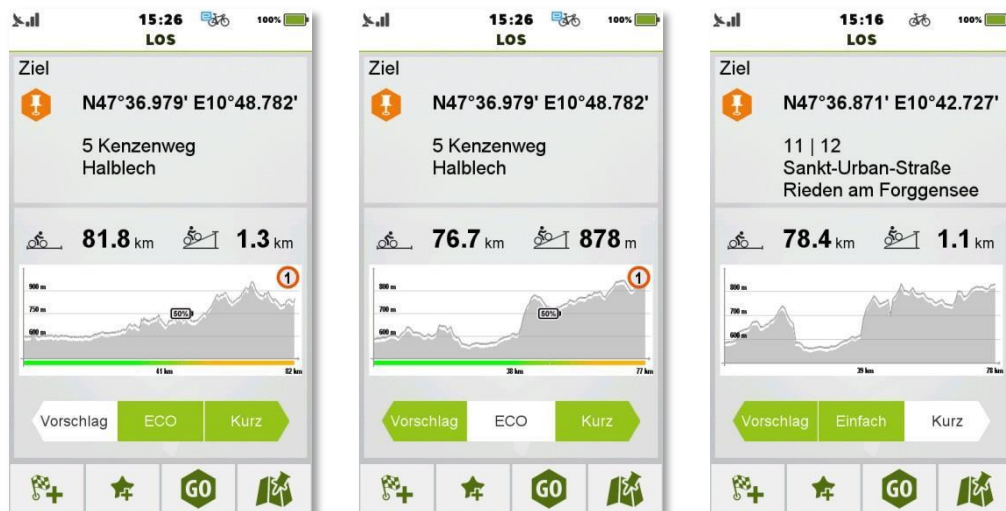 15:26 100%
LOS
Ziel
N47°36.979' E10°48.782'
5 Kenzenweg
Halblech
81.8 km 1.3 km
1
900 m
750 m
50%
600 m
41 km 82 km
Vorschlag ECO Kurz
GO
15:26 100%
LOS
Ziel
N47°36.979' E10°48.782'
5 Kenzenweg
Halblech
76.7 km 878 m
1
800 m
700 m
50%
600 m
38 km 77 km
Vorschlag ECO Kurz
GO
15:16 100%
LOS
Ziel
N47°36.871' E10°42.727'
11 | 12
Sankt-Urban-Straße
Rieden am Forggensee
78.4 km 1.1 km
800 m
700 m
600 m
39 km 78 km
Vorschlag Einfach Kurz
GO